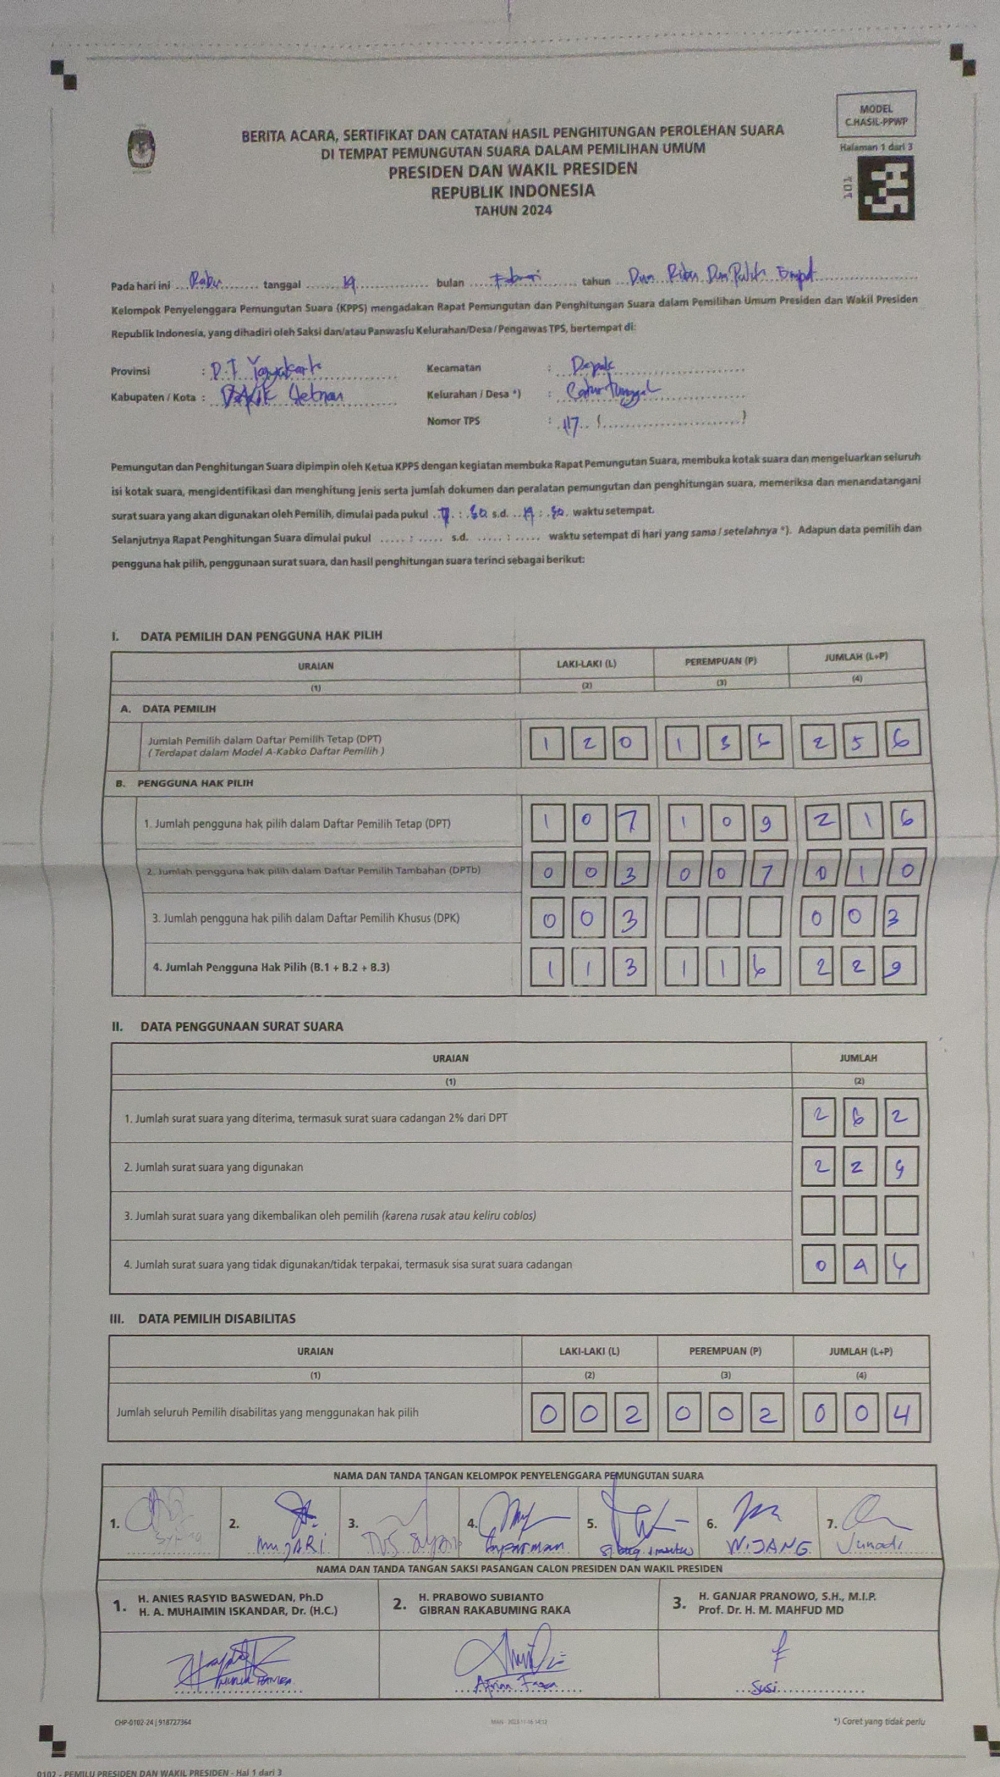 MODEL
C.HASIL-PPWP
Halaman 1 dari 3
BERITA ACARA, SERTIFIKAT DAN CATATAN HASIL PENGHITUNGAN PEROLEHAN SUARA
DI TEMPAT PEMUNGUTAN SUARA DALAM PEMILIHAN UMUM
PRESIDEN DAN WAKIL PRESIDEN
REPUBLIK INDONESIA
TAHUN 2024
Pada hari ini Rabu tanggal bulan tahun Dua Ribu Dua Puluh Empat
Kelompok Penyelenggara Pemungutan Suara (KPPS) mengadakan Rapat Pemungutan dan Penghitungan Suara dalam Pemilihan Umum Presiden dan Wakil Presiden
Republik Indonesia, yang dihadiri oleh Saksi dan/atau Panwaslu Kelurahan/Desa / Pengawas TPS, bertempat di:
Provinsi : D.I Yogyakarta Kecamatan : Depok
Kabupaten / Kota : Kelurahan / Desa *) : Catur Tunggal
Nomor TPS : 117 (......................)
Pemungutan dan Penghitungan Suara dipimpin oleh Ketua KPPS dengan kegiatan membuka Rapat Pemungutan Suara, membuka kotak suara dan mengeluarkan seluruh
isi kotak suara, mengidentifikasi dan menghitung jenis serta jumlah dokumen dan peralatan pemungutan dan penghitungan suara, memeriksa dan menandatangani
surat suara yang akan digunakan oleh Pemilih, dimulai pada pukul s.d. waktu setempat.
Selanjutnya Rapat Penghitungan Suara dimulai pukul ..... : ..... s.d. ..... : ..... waktu setempat di hari yang sama / setelahnya *). Adapun data pemilih dan
pengguna hak pilih, penggunaan surat suara, dan hasil penghitungan suara terinci sebagai berikut:
I. DATA PEMILIH DAN PENGGUNA HAK PILIH
URAIAN LAKI-LAKI (L) PEREMPUAN (P) JUMLAH (L+P)
(1) (2) (3) (4)
A. DATA PEMILIH
Jumlah Pemilih dalam Daftar Pemilih Tetap (DPT) 1 2 0 1 3 6 2 5 6
( Terdapat dalam Model A-Kabko Daftar Pemilih )
B. PENGGUNA HAK PILIH
1. Jumlah pengguna hak pilih dalam Daftar Pemilih Tetap (DPT) 1 0 7 1 0 9 2 1 6
2. Jumlah pengguna hak pilih dalam Daftar Pemilih Tambahan (DPTb) 0 0 3 0 0 7 0 1 0
3. Jumlah pengguna hak pilih dalam Daftar Pemilih Khusus (DPK) 0 0 3 0 0 3
4. Jumlah Pengguna Hak Pilih (B.1 + B.2 + B.3) 1 1 3 1 1 6 2 2 9
II. DATA PENGGUNAAN SURAT SUARA
URAIAN JUMLAH
(1) (2)
1. Jumlah surat suara yang diterima, termasuk surat suara cadangan 2% dari DPT 2 6 2
2. Jumlah surat suara yang digunakan 2 2 9
3. Jumlah surat suara yang dikembalikan oleh pemilih (karena rusak atau keliru coblos)
4. Jumlah surat suara yang tidak digunakan/tidak terpakai, termasuk sisa surat suara cadangan 0
III. DATA PEMILIH DISABILITAS
URAIAN LAKI-LAKI (L) PEREMPUAN (P) JUMLAH (L+P)
(1) (2) (3) (4)
Jumlah seluruh Pemilih disabilitas yang menggunakan hak pilih 0 0 2 0 0 2 0 0 4
NAMA DAN TANDA TANGAN KELOMPOK PENYELENGGARA PEMUNGUTAN SUARA
1. 2. 3. 4. 5. 6. 7.
MUJARI WIJANG Junadi
NAMA DAN TANDA TANGAN SAKSI PASANGAN CALON PRESIDEN DAN WAKIL PRESIDEN
1. H. ANIES RASYID BASWEDAN, Ph.D
H. A. MUHAIMIN ISKANDAR, Dr. (H.C.)
2. H. PRABOWO SUBIANTO
GIBRAN RAKABUMING RAKA
3. H. GANJAR PRANOWO, S.H., M.I.P.
Prof. Dr. H. M. MAHFUD MD
Susi
CHP-0102-24 | 918727364
*) Coret yang tidak perlu
0102 - PEMILU PRESIDEN DAN WAKIL PRESIDEN - Hal 1 dari 3